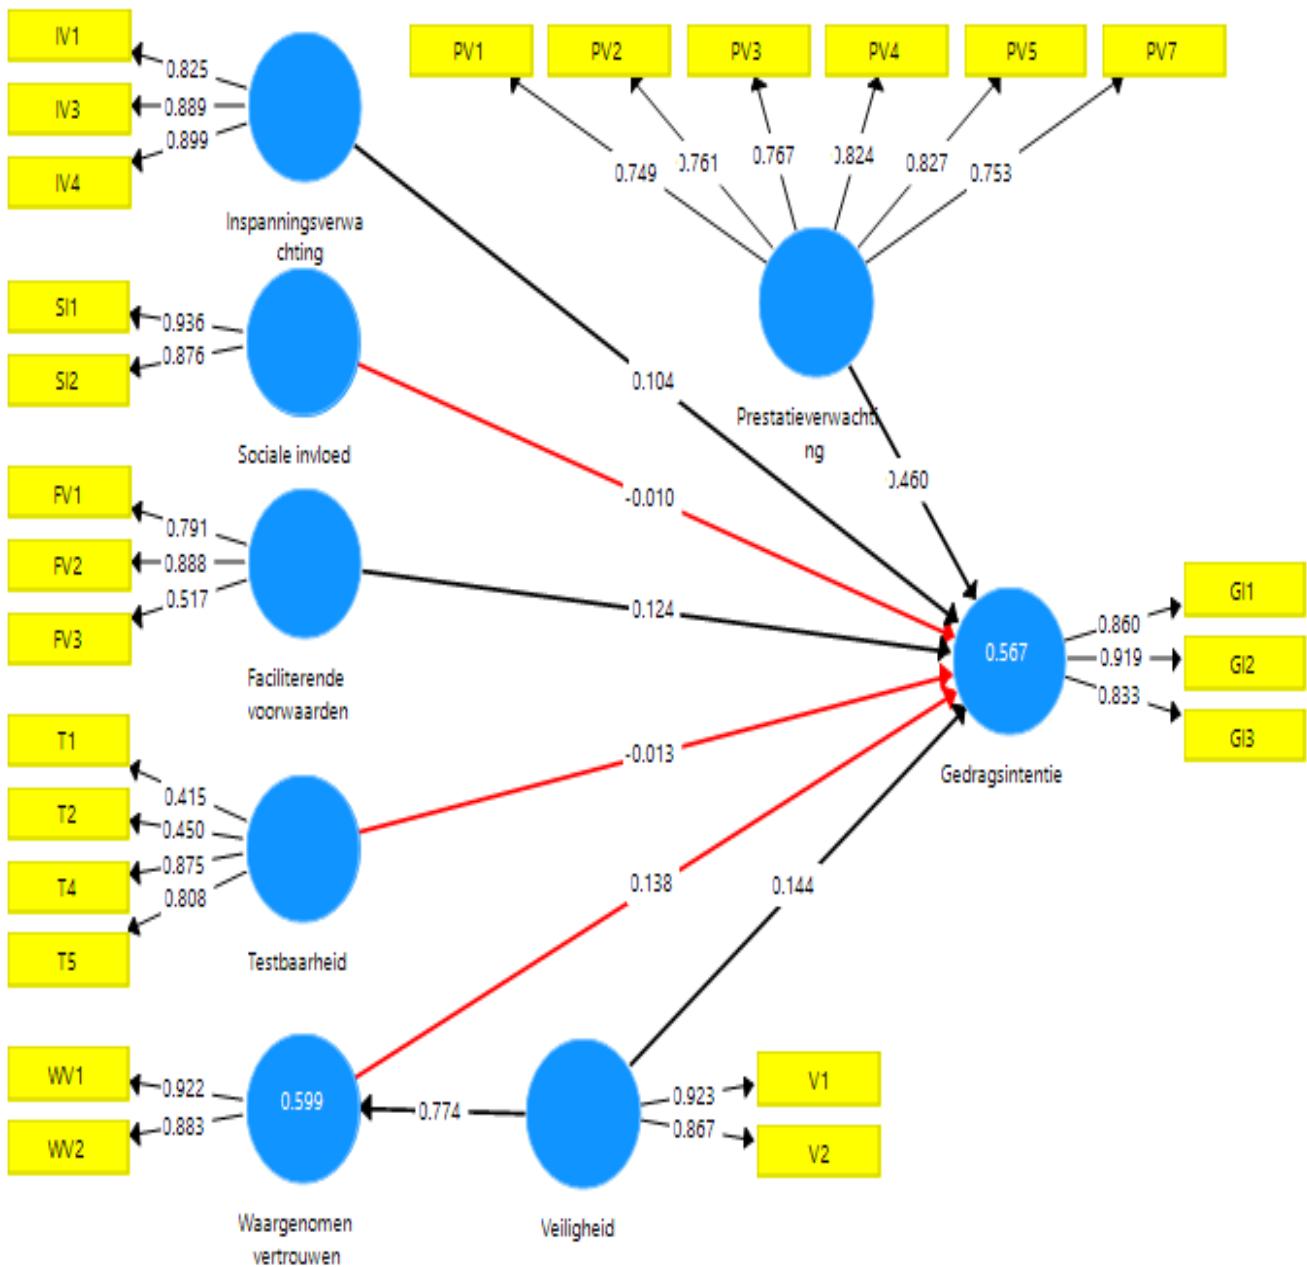 IV1
0.825
IV3
0.889
0.899
IV4
Inspanningsverwa
chting
PV1
PV2
PV3
PV4
PV5
PV7
0.749
0.761
0.767
0.824
0.827
0.753
Prestatieverwachti
ng
0.460
SI1
0.936
0.876
SI2
Sociale invloed
0.104
-0.010
FV1
0.791
FV2
0.888
0.517
FV3
Faciliterende
voorwaarden
0.124
0.567
Gedragsintentie
0.860
GI1
0.919
GI2
0.833
GI3
T1
0.415
T2
0.450
0.875
T4
0.808
T5
Testbaarheid
-0.013
0.138
0.144
WV1
0.922
0.883
WV2
0.599
Waargenomen
vertrouwen
0.774
Veiligheid
0.923
V1
0.867
V2